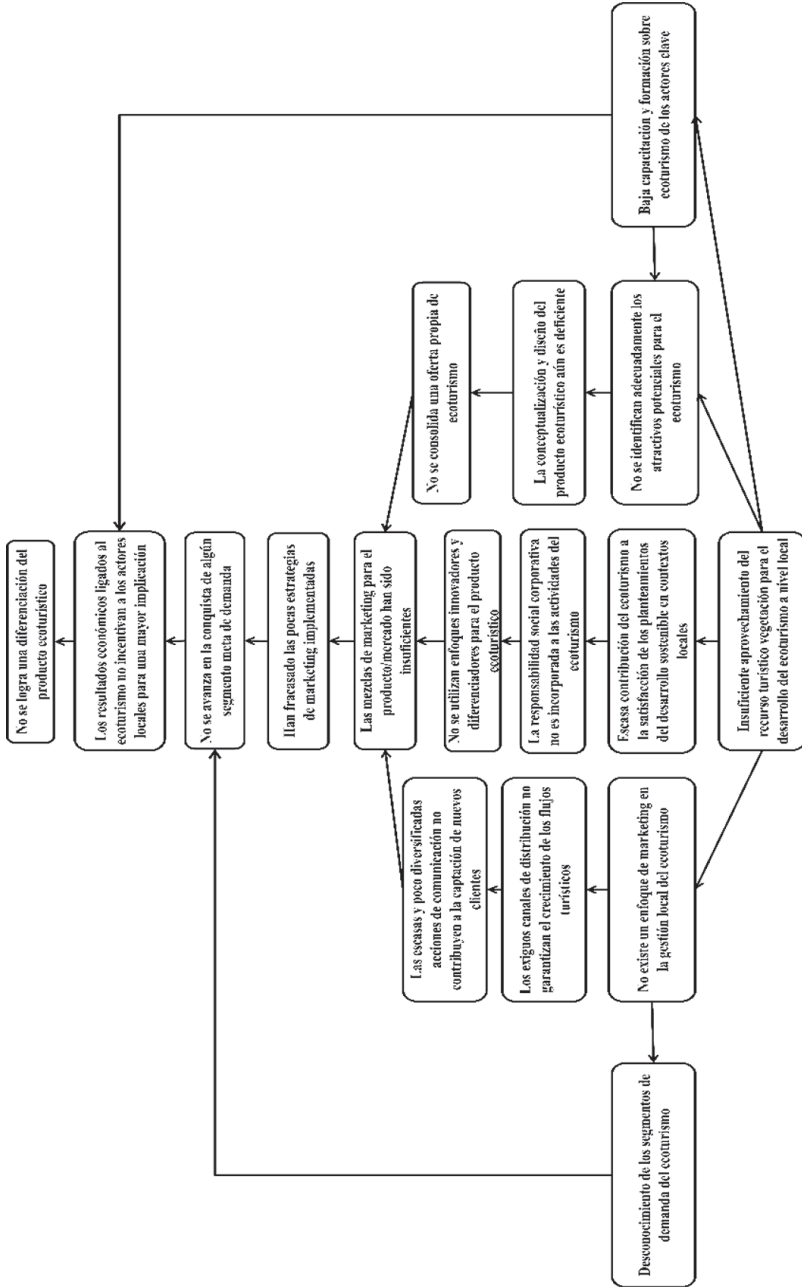 No se logra una diferenciación del
producto ecoturístico
Los resultados económicos ligados al
ecoturismo no incentivan a los actores
locales para una mayor implicación
No se avanza en la conquista de algún
segmento meta de demanda
Han fracasado las pocas estrategias
de marketing implementadas
Las mezclas de marketing para el
producto/mercado han sido
insuficientes
Las escasas y poco diversificadas
acciones de comunicación no
contribuyen a la captación de nuevos
clientes
No se utilizan enfoques innovadores y
diferenciadores para el producto
ecoturístico
No se consolida una oferta propia de
ecoturismo
Los exiguos canales de distribución no
garantizan el crecimiento de los flujos
turísticos
La responsabilidad social corporativa
no es incorporada a las actividades del
ecoturismo
La conceptualización y diseño del
producto ecoturístico aún es deficiente
Desconocimiento de los segmentos de
demanda del ecoturismo
No existe un enfoque de marketing en
la gestión local del ecoturismo
Escasa contribución del ecoturismo a
la satisfacción de los planteamientos
del desarrollo sostenible en contextos
locales
No se identifican adecuadamente los
atractivos potenciales para el
ecoturismo
Baja capacitación y formación sobre
ecoturismo de los actores clave
Insuficiente aprovechamiento del
recurso turístico vegetación para el
desarrollo del ecoturismo a nivel local